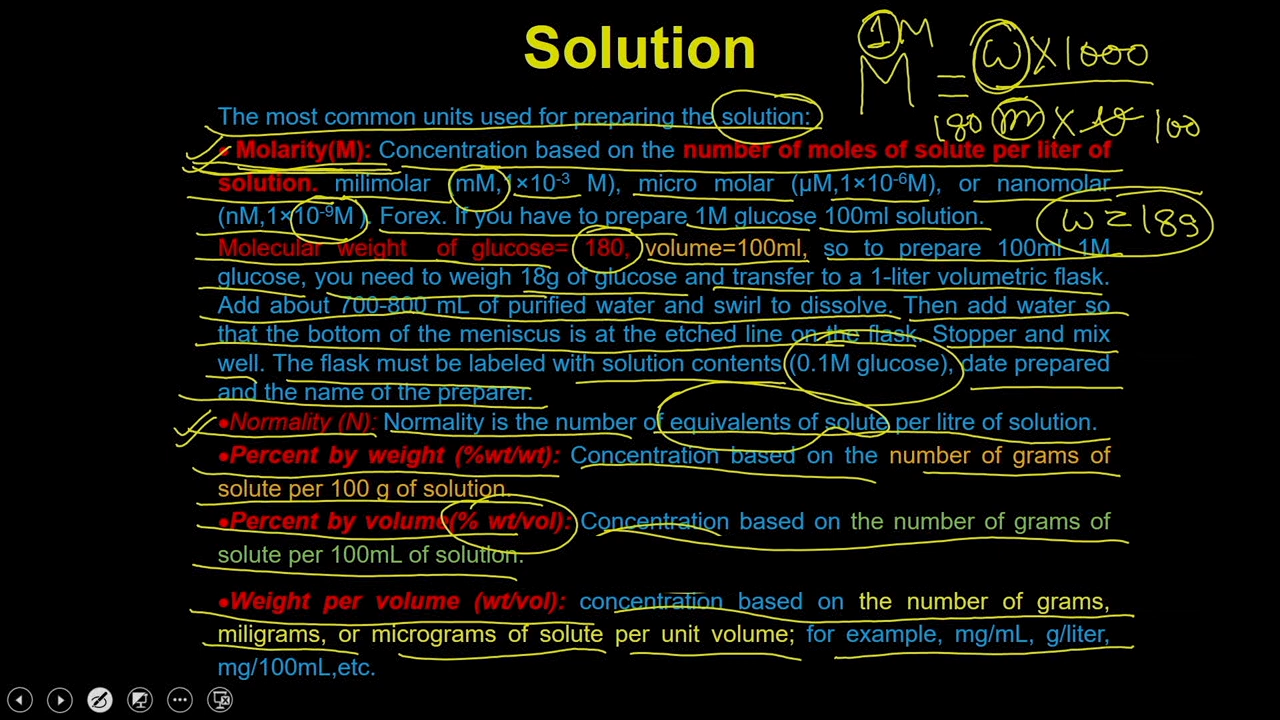 Solution
1M
M = w X 1000
180 m X v 100
The most common units used for preparing the solution:
• Molarity(M): Concentration based on the number of moles of solute per liter of
solution. milimolar mM,1×10-3 M), micro molar (µM,1×10-6M), or nanomolar
(nM,1×10-9M ). Forex. If you have to prepare 1M glucose 100ml solution.
w = 18g
Molecular weight of glucose= 180, volume=100ml, so to prepare 100ml 1M
glucose, you need to weigh 18g of glucose and transfer to a 1-liter volumetric flask.
Add about 700-800 mL of purified water and swirl to dissolve. Then add water so
that the bottom of the meniscus is at the etched line on the flask. Stopper and mix
well. The flask must be labeled with solution contents (0.1M glucose), date prepared
and the name of the preparer.
•Normality (N): Normality is the number of equivalents of solute per litre of solution.
•Percent by weight (%wt/wt): Concentration based on the number of grams of
solute per 100 g of solution.
•Percent by volume(% wt/vol): Concentration based on the number of grams of
solute per 100mL of solution.
•Weight per volume (wt/vol): concentration based on the number of grams,
miligrams, or micrograms of solute per unit volume; for example, mg/mL, g/liter,
mg/100mL,etc.